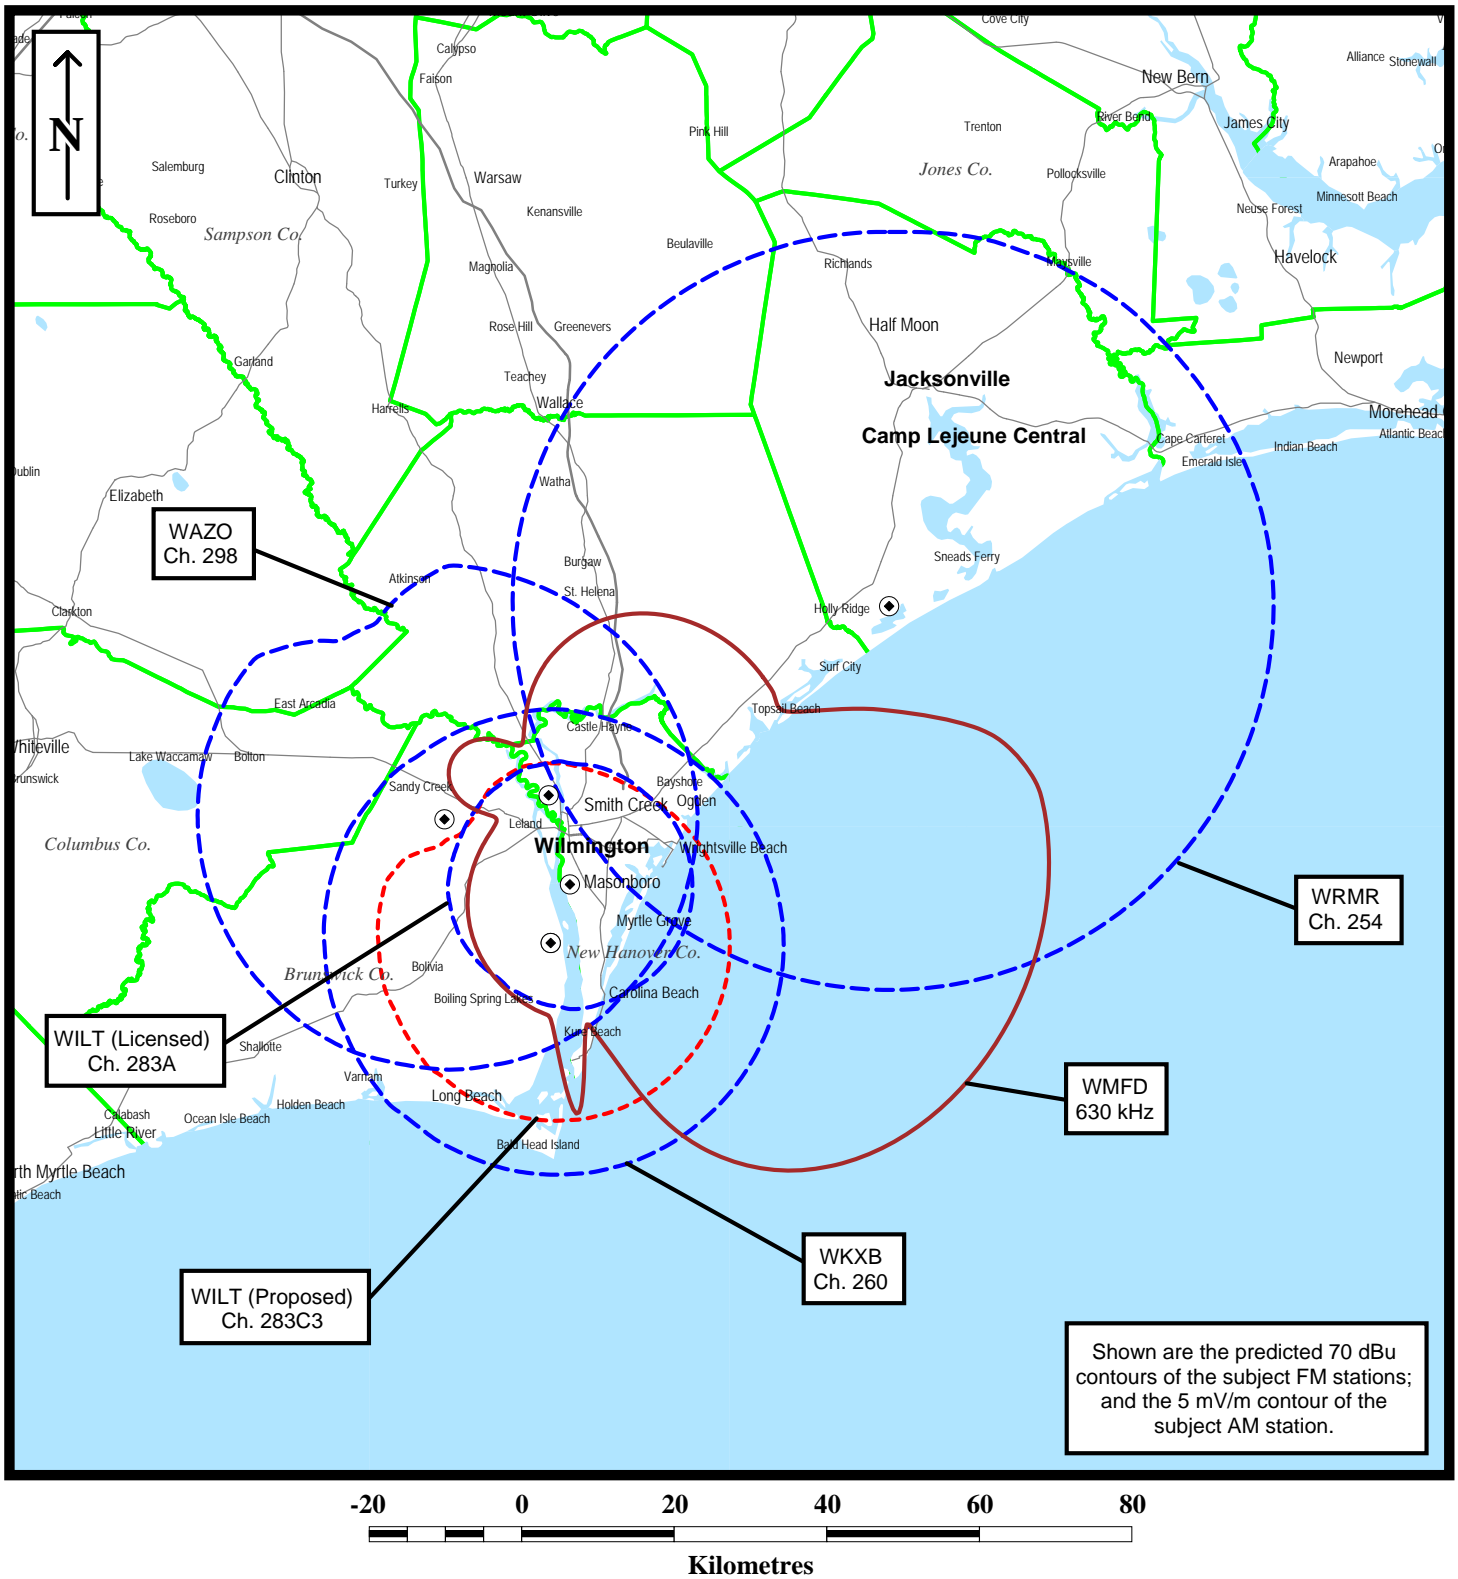 Cove City
Calypso
Alliance
Stonewall
Faison
New Bern
N
River Bend
James City
Trenton
Pink Hill
Arapahoe
Salemburg
Clinton
Jones Co.
Pollocksville
Turkey
Warsaw
Minnesott Beach
Neuse Forest
Roseboro
Kenansville
Sampson Co.
Beulaville
Havelock
Magnolia
Richlands
Maysville
Half Moon
Rose Hill
Greenevers
Newport
Garland
Teachey
Jacksonville
Harrells
Wallace
Morehead
Camp Lejeune Central
Cape Carteret
Atlantic Beach
Indian Beach
Emerald Isle
Watha
Elizabeth
WAZO
Ch. 298
Sneads Ferry
Burgaw
Atkinson
St. Helena
Clarkton
Holly Ridge
Surf City
East Arcadia
Topsail Beach
Castle Hayne
Whiteville
Lake Waccamaw
Bolton
Brunswick
Sandy Creek
Bayshore
Smith Creek
Ogden
Leland
Columbus Co.
Wilmington
Wrightsville Beach
Masonboro
WRMR
Ch. 254
Myrtle Grove
New Hanover Co.
Bolivia
Brunswick Co.
Boiling Spring Lakes
Carolina Beach
Kure Beach
WILT (Licensed)
Ch. 283A
Shallotte
Varnam
WMFD
630 kHz
Long Beach
Holden Beach
Calabash
Ocean Isle Beach
Little River
Bald Head Island
rth Myrtle Beach
ntic Beach
WKXB
Ch. 260
WILT (Proposed)
Ch. 283C3
Shown are the predicted 70 dBu
contours of the subject FM stations;
and the 5 mV/m contour of the
subject AM station.
-20 0 20 40 60 80
Kilometres